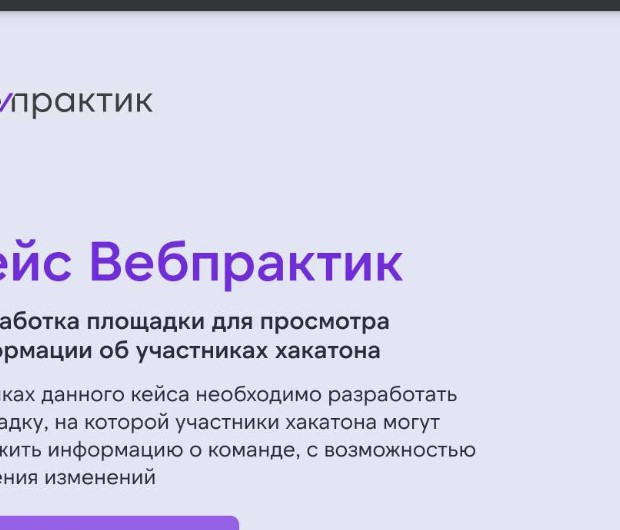 практик
ейс Вебпрактик
аботка площадки для просмотра
ормации об участниках хакатона
ках данного кейса необходимо разработать
адку, на которой участники хакатона могут
жить информацию о команде, с возможностью
ения изменений